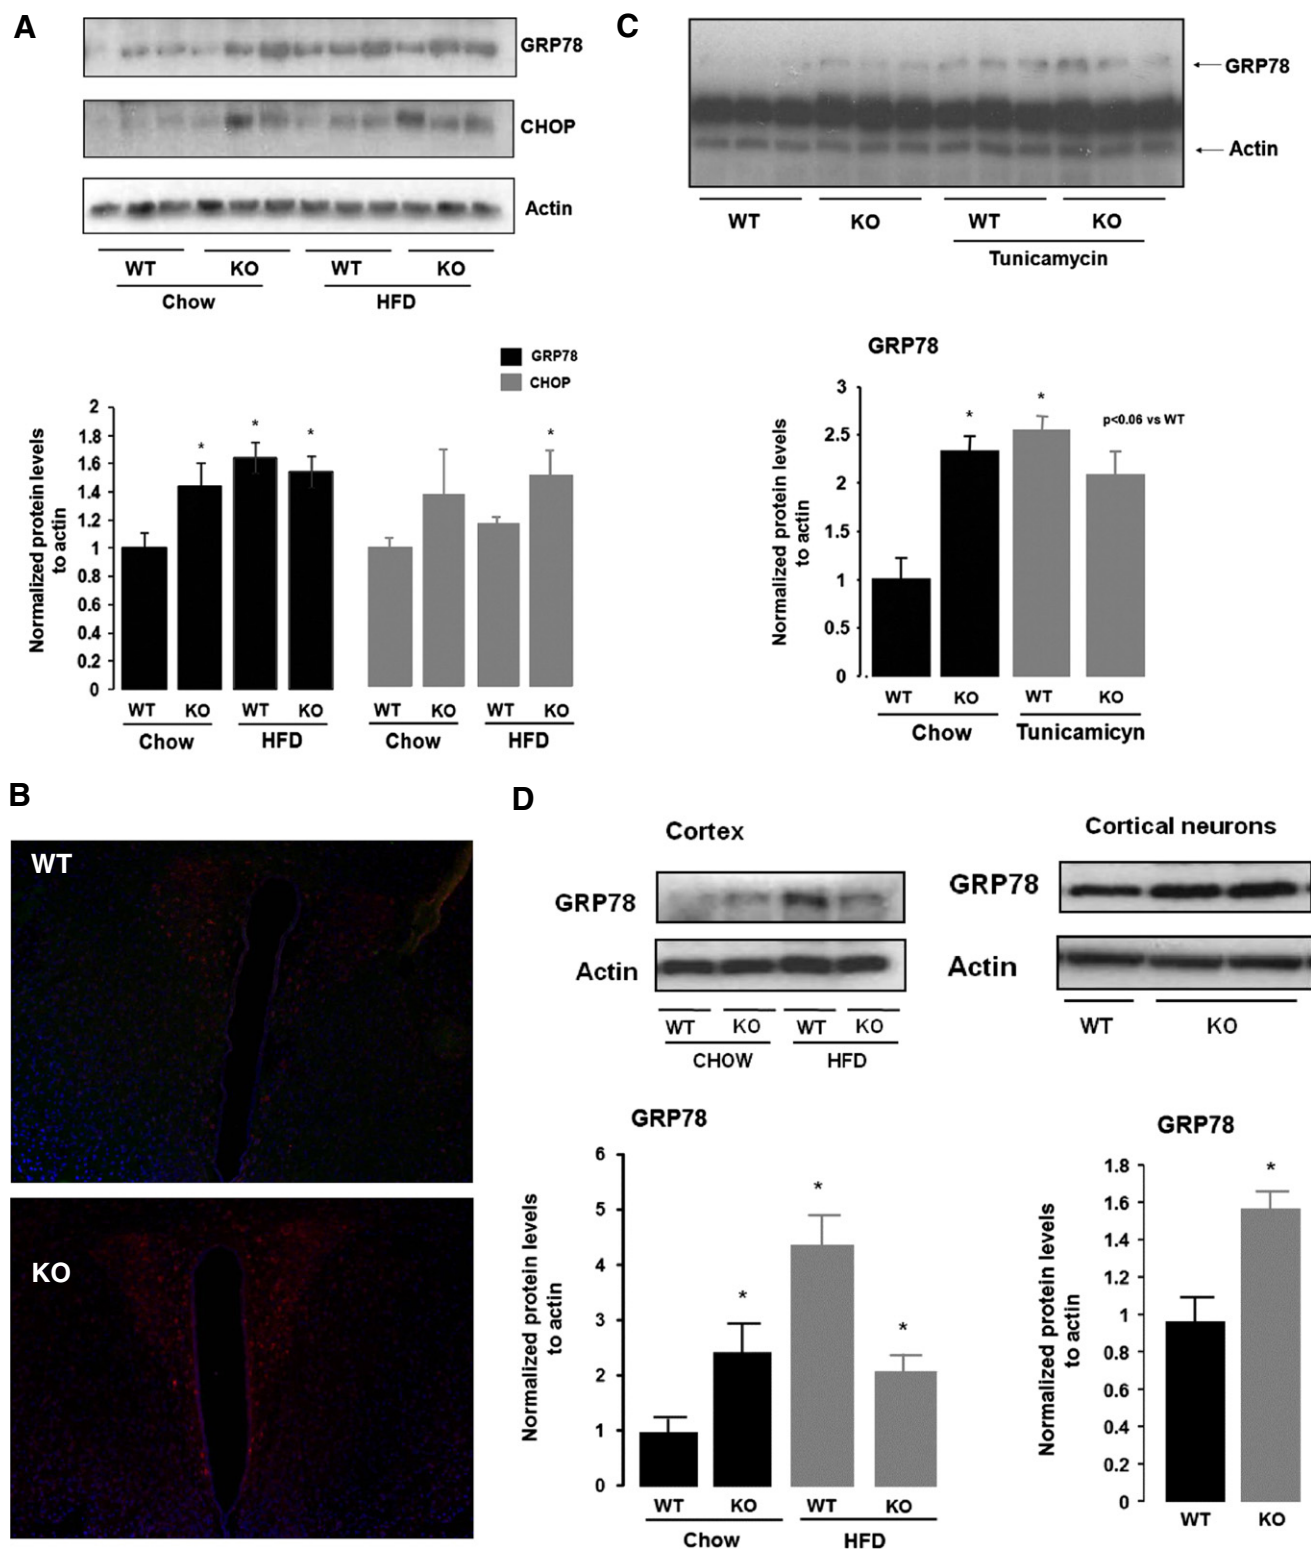 A
GRP78
CHOP
Actin
WT KO WT KO
Chow HFD
GRP78
CHOP
Normalized protein levels
to actin
2
1.8
1.6
1.4
1.2
1
0.8
0.6
0.4
0.2
0
* * * *
WT KO WT KO WT KO WT KO
Chow HFD Chow HFD
C
GRP78
Actin
WT KO WT KO
Tunicamycin
GRP78
Normalized protein levels
to actin
3
2.5
2
1.5
1
0.5
0
* *
p<0.06 vs WT
WT KO WT KO
Chow Tunicamicyn
B
WT
KO
D
Cortex
GRP78
Actin
WT KO WT KO
CHOW HFD
Cortical neurons
GRP78
Actin
WT KO
GRP78
Normalized protein levels
to actin
6
5
4
3
2
1
0
* * *
WT KO WT KO
Chow HFD
GRP78
Normalized protein levels
to actin
1.8
1.6
1.4
1.2
1
0.8
0.6
0.4
0.2
0
*
WT KO